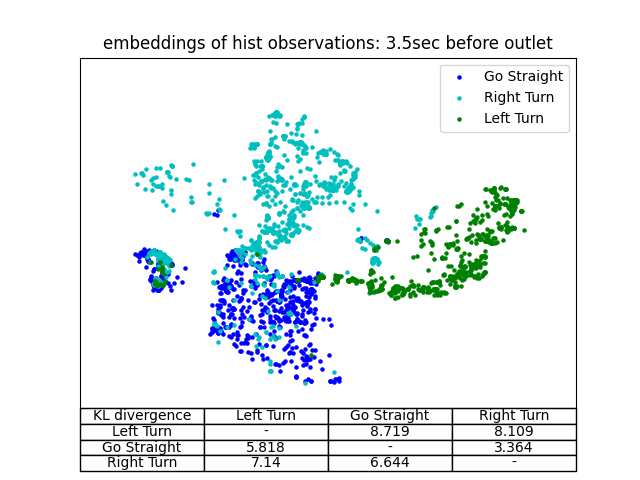 embeddings of hist observations: 3.5sec before outlet
Go Straight
Right Turn
Left Turn
KL divergence Left Turn Go Straight Right Turn
Left Turn - 8.719 8.109
Go Straight 5.818 - 3.364
Right Turn 7.14 6.644 -